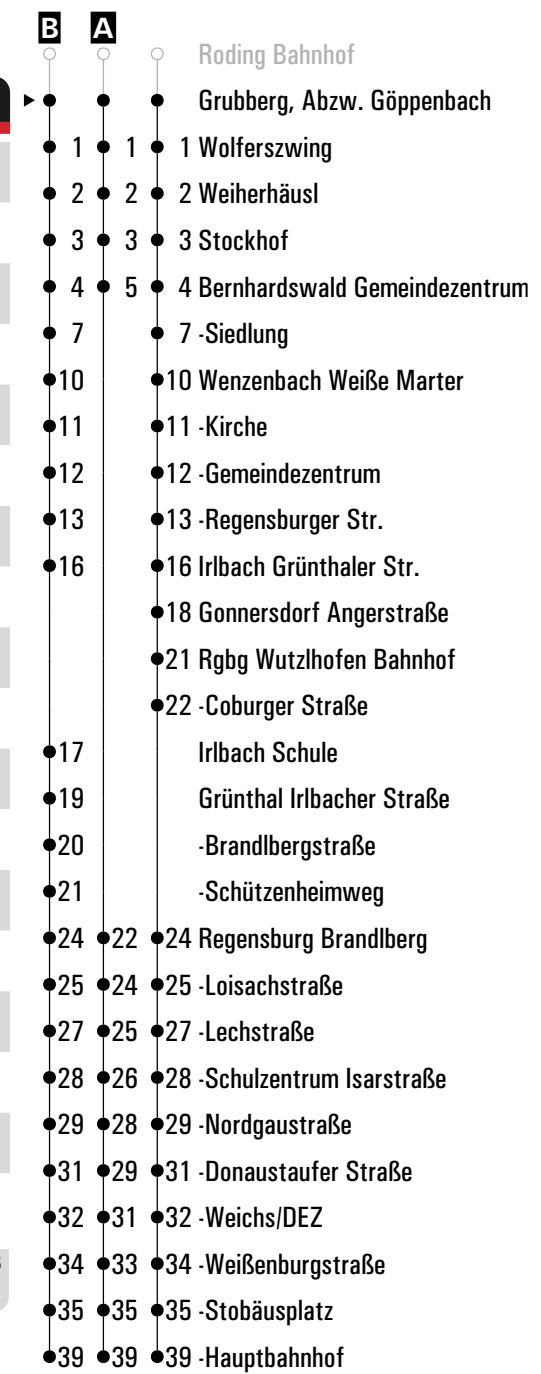 B A
Roding Bahnhof
Grubberg, Abzw. Göppenbach
1 1 1 Wolferszwing
2 2 2 Weiherhäusl
3 3 3 Stockhof
4 5 4 Bernhardswald Gemeindezentrum
7 7 -Siedlung
10 10 Wenzenbach Weiße Marter
11 11 -Kirche
12 12 -Gemeindezentrum
13 13 -Regensburger Str.
16 16 Irlbach Grünthaler Str.
18 Gonnersdorf Angerstraße
21 Rgbg Wutzlhofen Bahnhof
22 -Coburger Straße
17 Irlbach Schule
19 Grünthal Irlbacher Straße
20 -Brandlbergstraße
21 -Schützenheimweg
24 22 24 Regensburg Brandlberg
25 24 25 -Loisachstraße
27 25 27 -Lechstraße
28 26 28 -Schulzentrum Isarstraße
29 28 29 -Nordgaustraße
31 29 31 -Donaustaufer Straße
32 31 32 -Weichs/DEZ
34 33 34 -Weißenburgstraße
35 35 35 -Stobäusplatz
39 39 39 -Hauptbahnhof